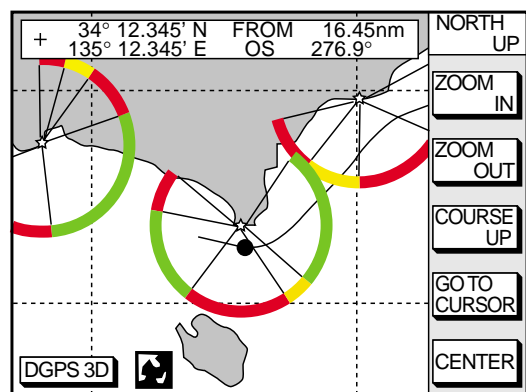 + 34° 12.345' N FROM 16.45nm
135° 12.345' E OS 276.9°
NORTH
UP
ZOOM
IN
ZOOM
OUT
COURSE
UP
GO TO
CURSOR
CENTER
DGPS 3D